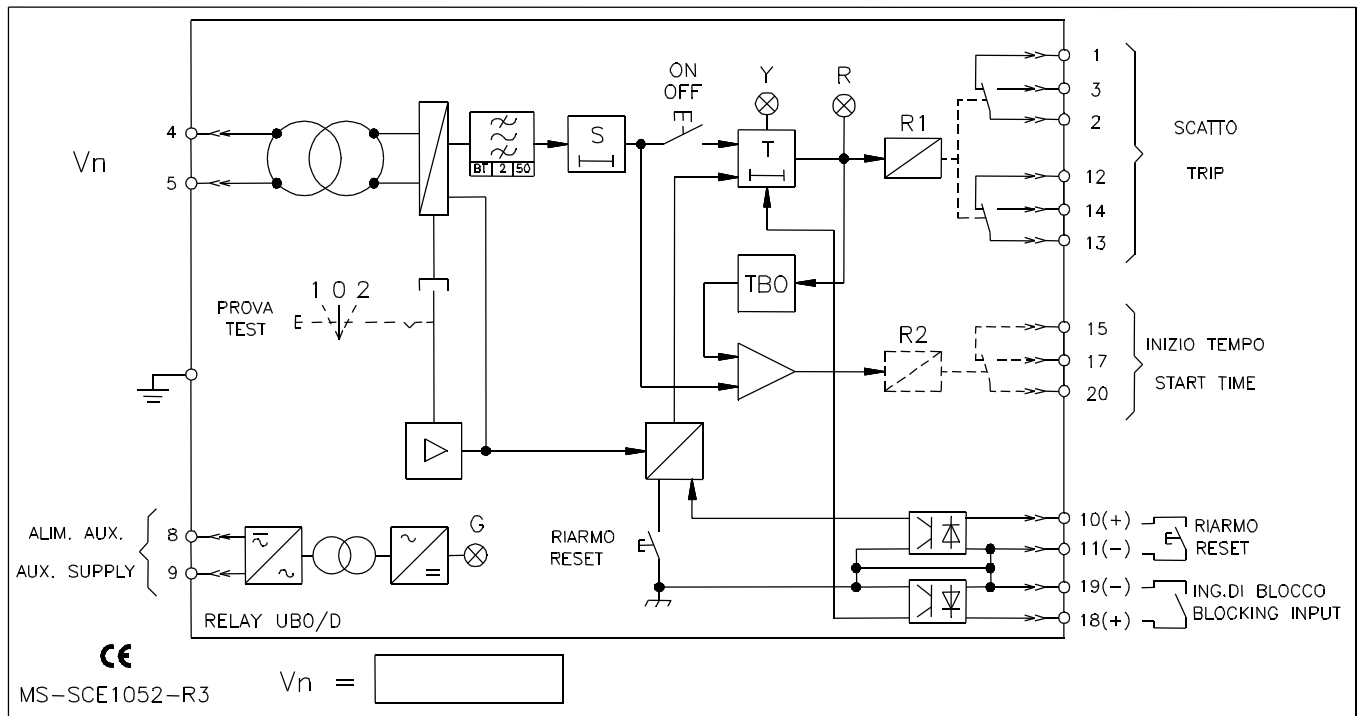 ON
OFF
Y
R
R1
1
3
2
SCATTO
TRIP
4
Vn
5
BT 2 50
S
T
12
14
13
TBO
1 0 2
PROVA
TEST
R2
15
17
20
INIZIO TEMPO
START TIME
ALIM. AUX.
AUX. SUPPLY
8
9
G
RIARMO
RESET
10(+)
11(-)
RIARMO
RESET
19(-)
18(+)
ING.DI BLOCCO
BLOCKING INPUT
RELAY UBO/D
CE
MS-SCE1052-R3
Vn =